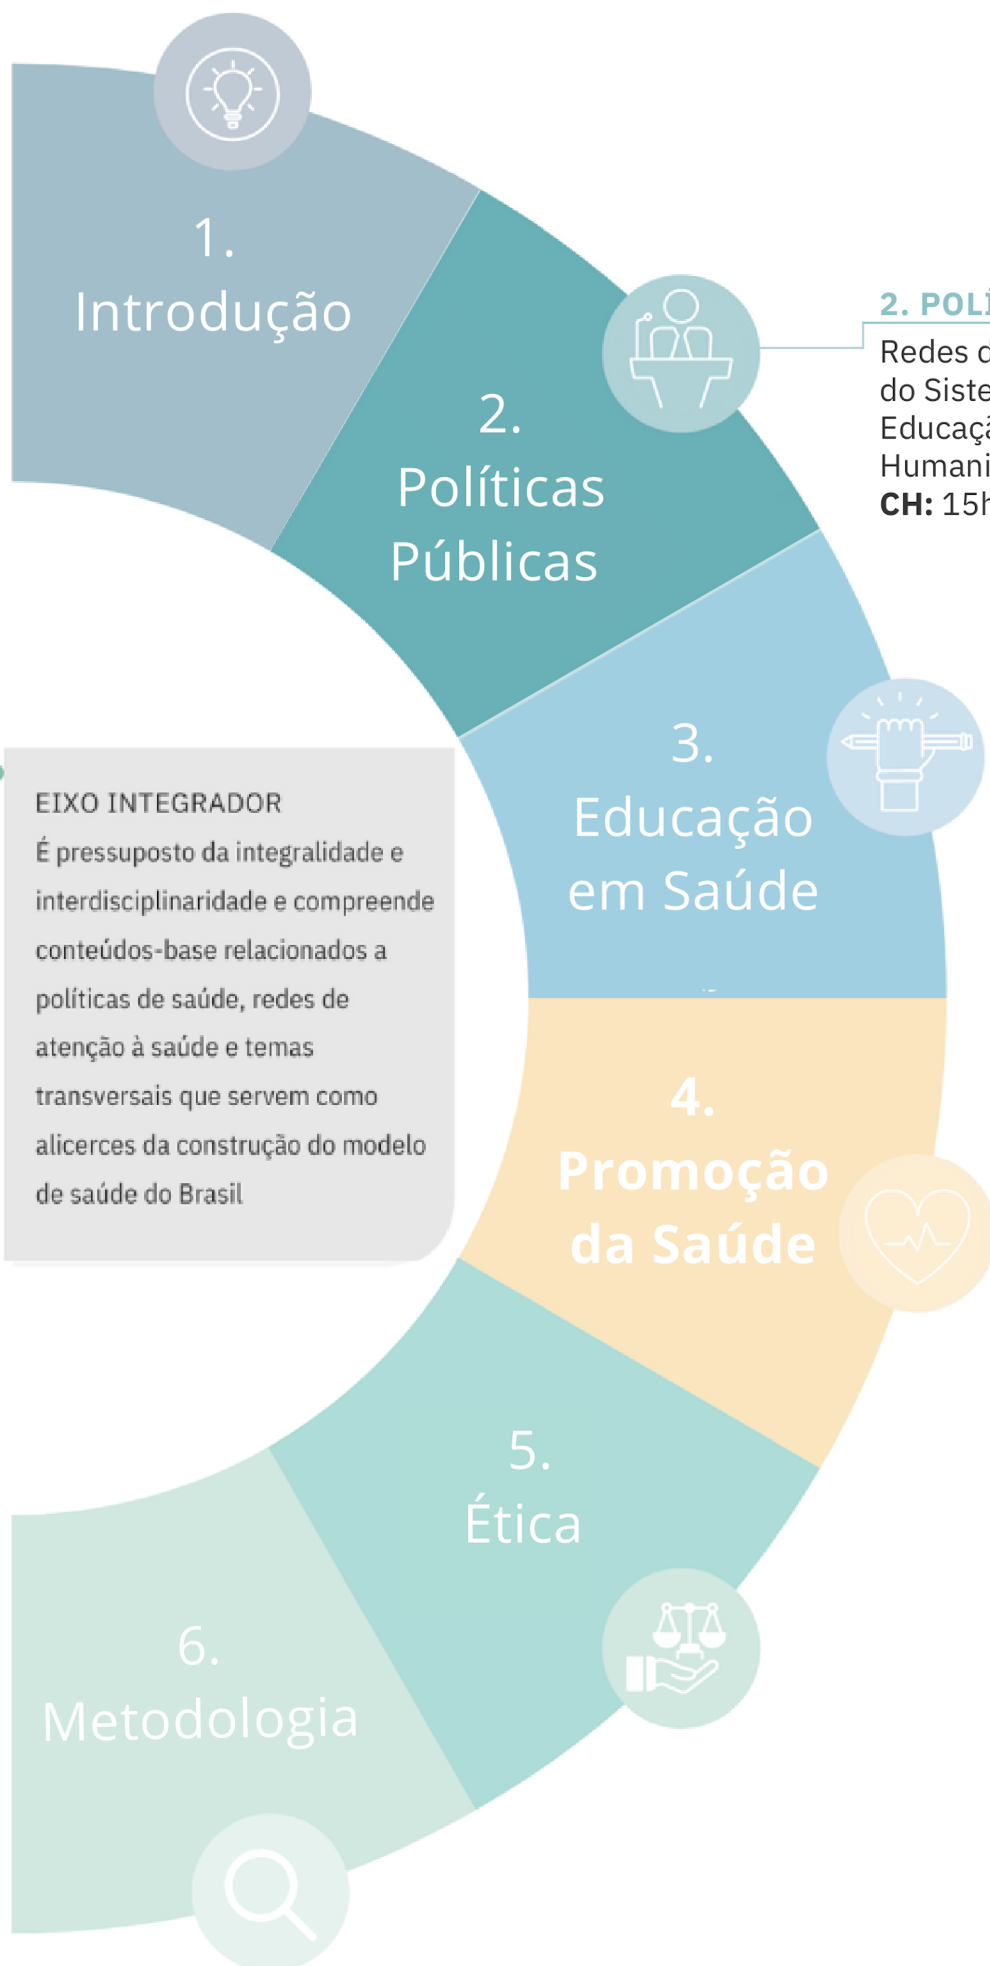 1.
Introdução
2.
Políticas
Públicas
2. POLÍ
Redes d
do Siste
Educaçã
Humani
CH: 15h
3.
Educação
em Saúde
EIXO INTEGRADOR
É pressuposto da integralidade e
interdisciplinaridade e compreende
conteúdos-base relacionados a
políticas de saúde, redes de
atenção à saúde e temas
transversais que servem como
alicerces da construção do modelo
de saúde do Brasil
4.
Promoção
da Saúde
5.
Ética
6.
Metodologia